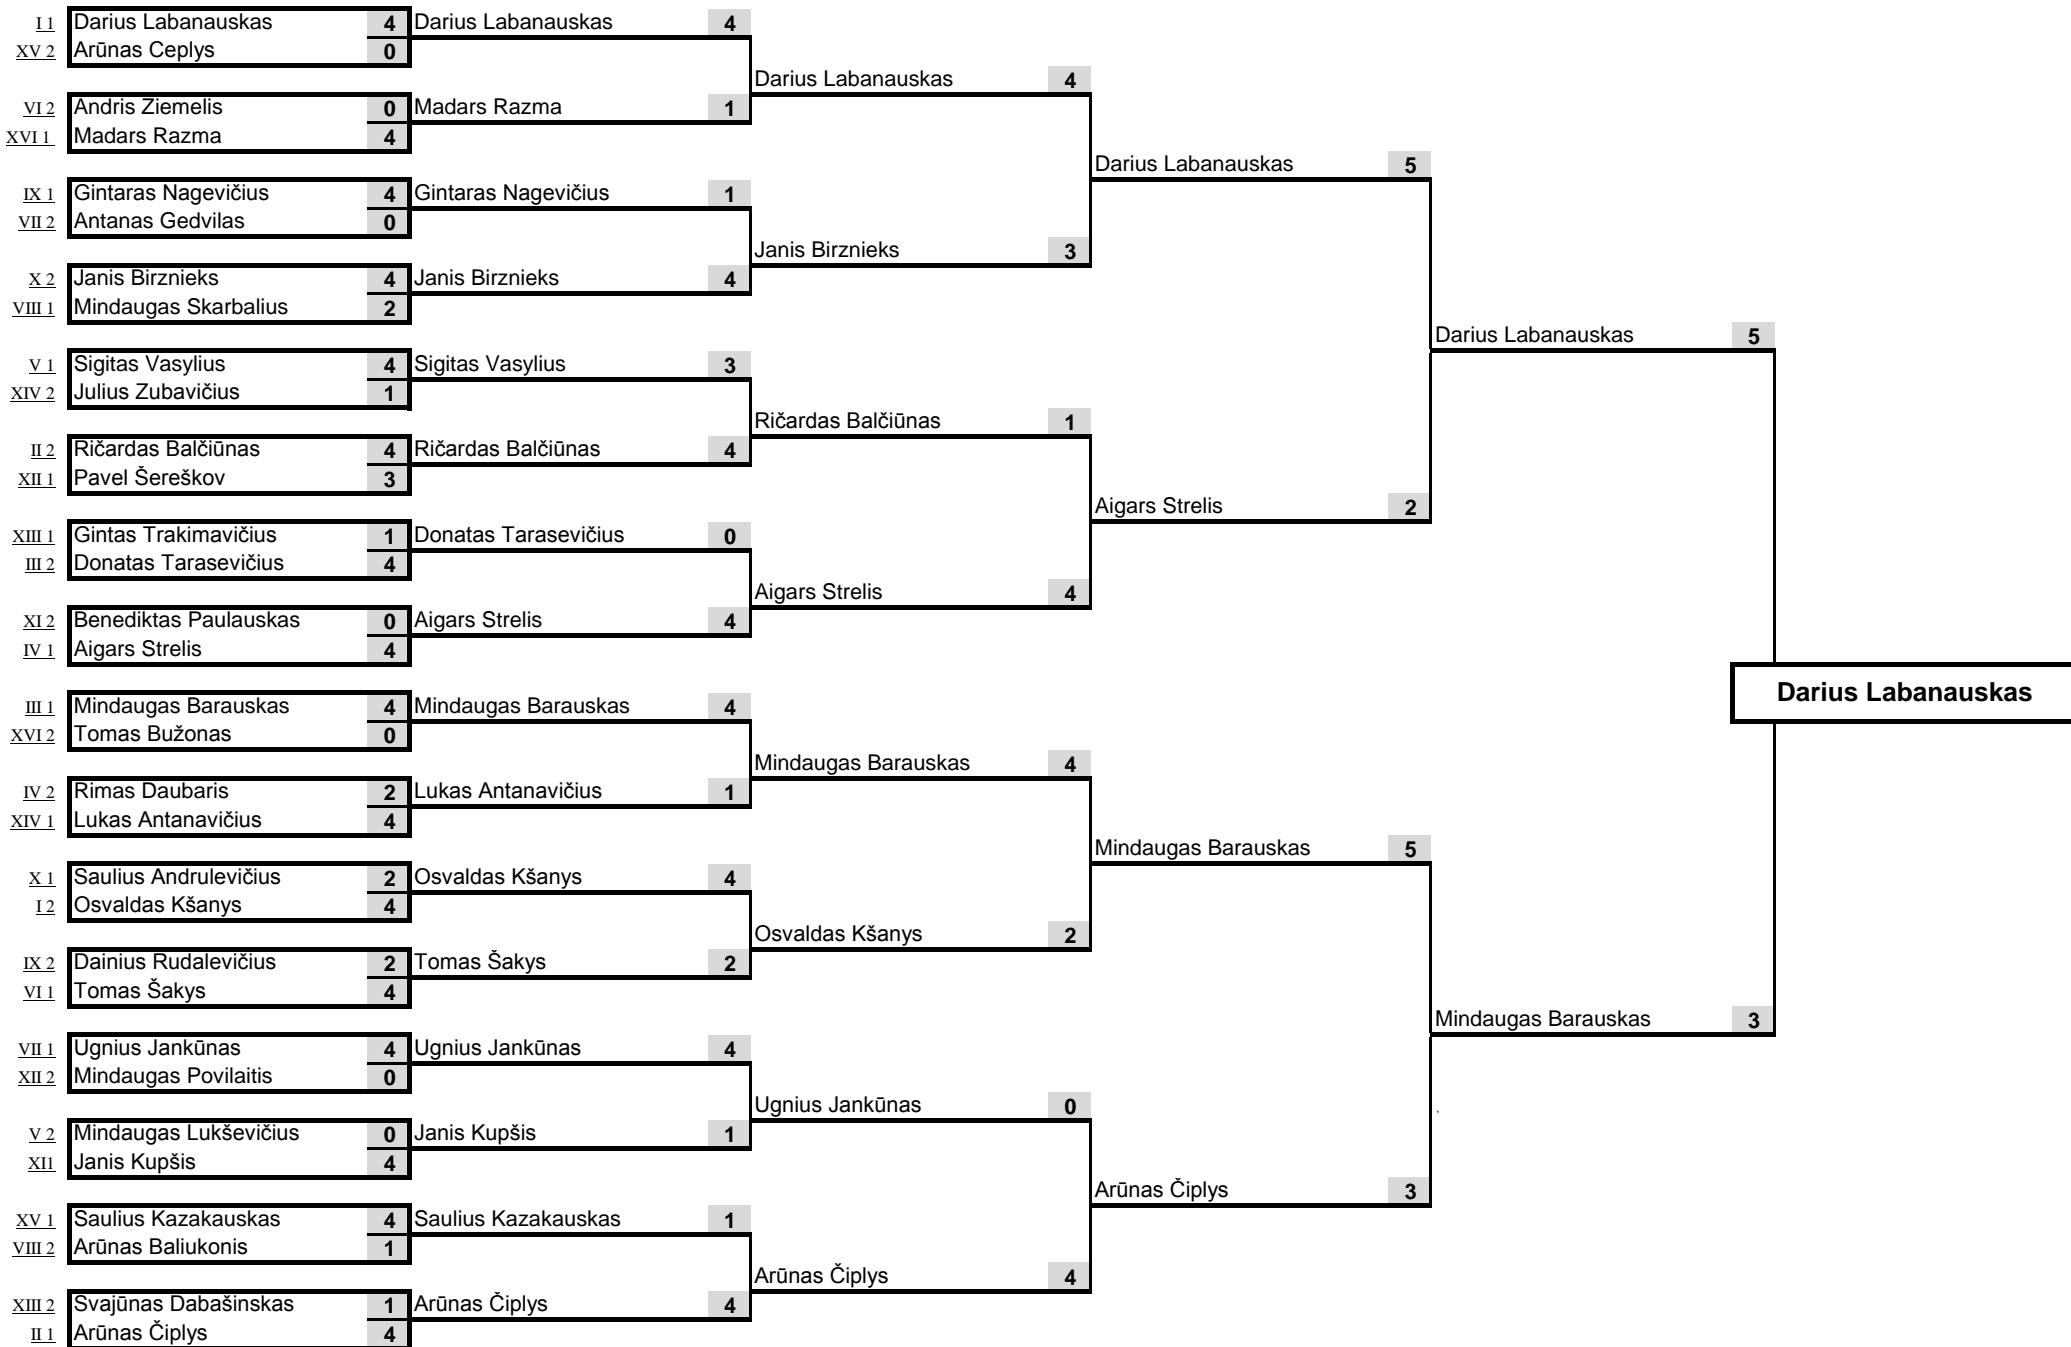 I 1 Darius Labanauskas 4 Darius Labanauskas 4
XV 2 Arūnas Ceplys 0
Darius Labanauskas 4
VI 2 Andris Ziemelis 0 Madars Razma 1
XVI 1 Madars Razma 4
Darius Labanauskas 5
IX 1 Gintaras Nagevičius 4 Gintaras Nagevičius 1
VII 2 Antanas Gedvilas 0
Janis Birznieks 3
X 2 Janis Birznieks 4 Janis Birznieks 4
VIII 1 Mindaugas Skarbalius 2
Darius Labanauskas 5
V 1 Sigitas Vasylius 4 Sigitas Vasylius 3
XIV 2 Julius Zubavičius 1
Ričardas Balčiūnas 1
II 2 Ričardas Balčiūnas 4 Ričardas Balčiūnas 4
XII 1 Pavel Šereškov 3
Aigars Strelis 2
XIII 1 Gintas Trakimavičius 1 Donatas Tarasevičius 0
III 2 Donatas Tarasevičius 4
Aigars Strelis 4
XI 2 Benediktas Paulauskas 0 Aigars Strelis 4
IV 1 Aigars Strelis 4
Darius Labanauskas
III 1 Mindaugas Barauskas 4 Mindaugas Barauskas 4
XVI 2 Tomas Bužonas 0
Mindaugas Barauskas 4
IV 2 Rimas Daubaris 2 Lukas Antanavičius 1
XIV 1 Lukas Antanavičius 4
Mindaugas Barauskas 5
X 1 Saulius Andrulevičius 2 Osvaldas Kšanys 4
I 2 Osvaldas Kšanys 4
Osvaldas Kšanys 2
IX 2 Dainius Rudalevičius 2 Tomas Šakys 2
VI 1 Tomas Šakys 4
Mindaugas Barauskas 3
VII 1 Ugnius Jankūnas 4 Ugnius Jankūnas 4
XII 2 Mindaugas Povilaitis 0
Ugnius Jankūnas 0
V 2 Mindaugas Lukševičius 0 Janis Kupšis 1
XI1 Janis Kupšis 4
Arūnas Čiplys 3
XV 1 Saulius Kazakauskas 4 Saulius Kazakauskas 1
VIII 2 Arūnas Baliukonis 1
Arūnas Čiplys 4
XIII 2 Svajūnas Dabašinskas 1 Arūnas Čiplys 4
II 1 Arūnas Čiplys 4